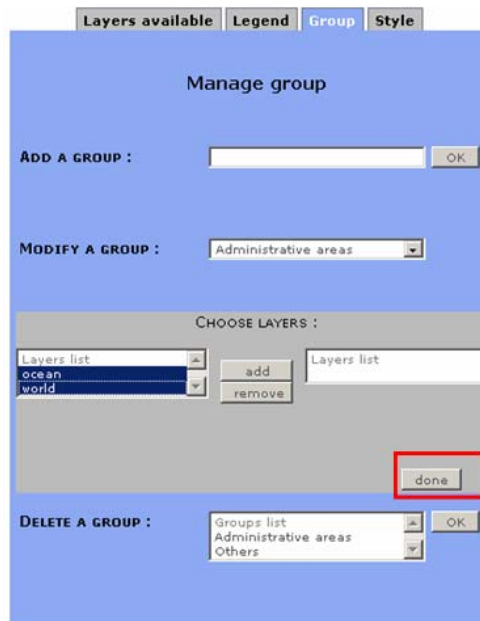 Layers available Legend Group Style
Manage group
ADD A GROUP : OK
MODIFY A GROUP : Administrative areas
CHOOSE LAYERS :
Layers list
ocean
world
add
remove
Layers list
done
DELETE A GROUP :
Groups list
Administrative areas
Others
OK